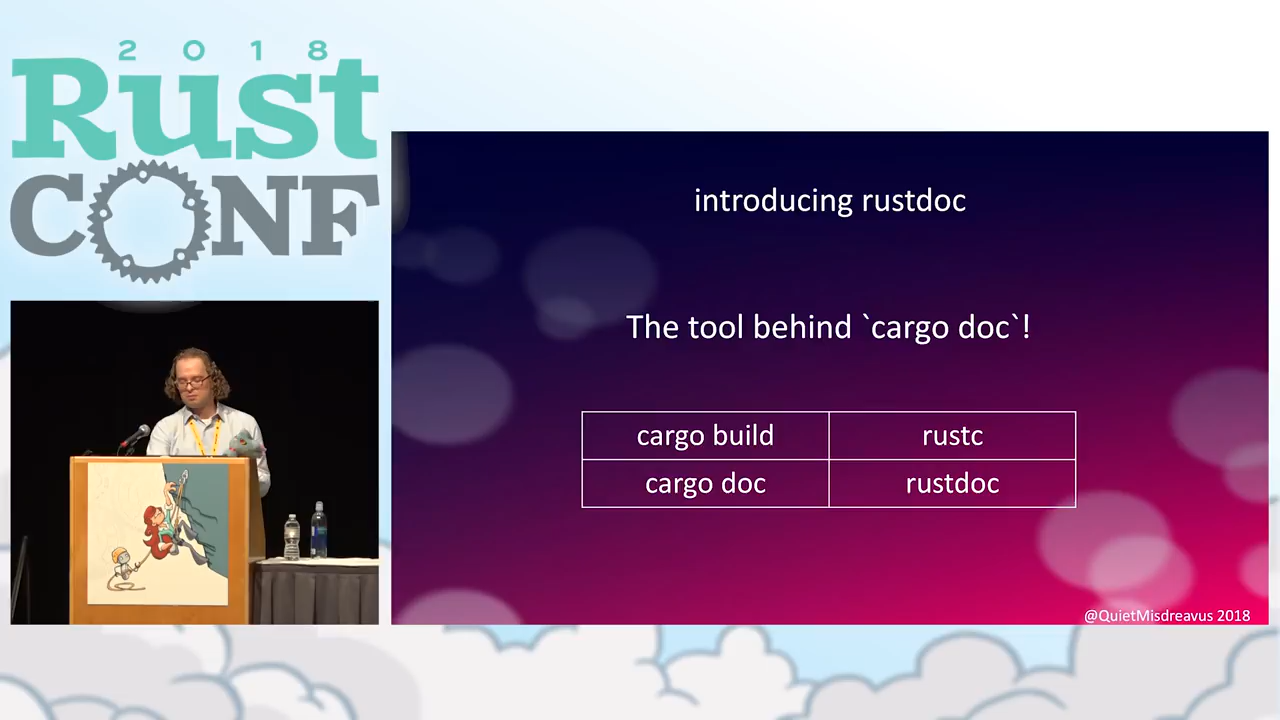 2018
Rust
CONF
introducing rustdoc
The tool behind `cargo doc`!
cargo build rustc
cargo doc rustdoc
@QuietMisdreavus 2018